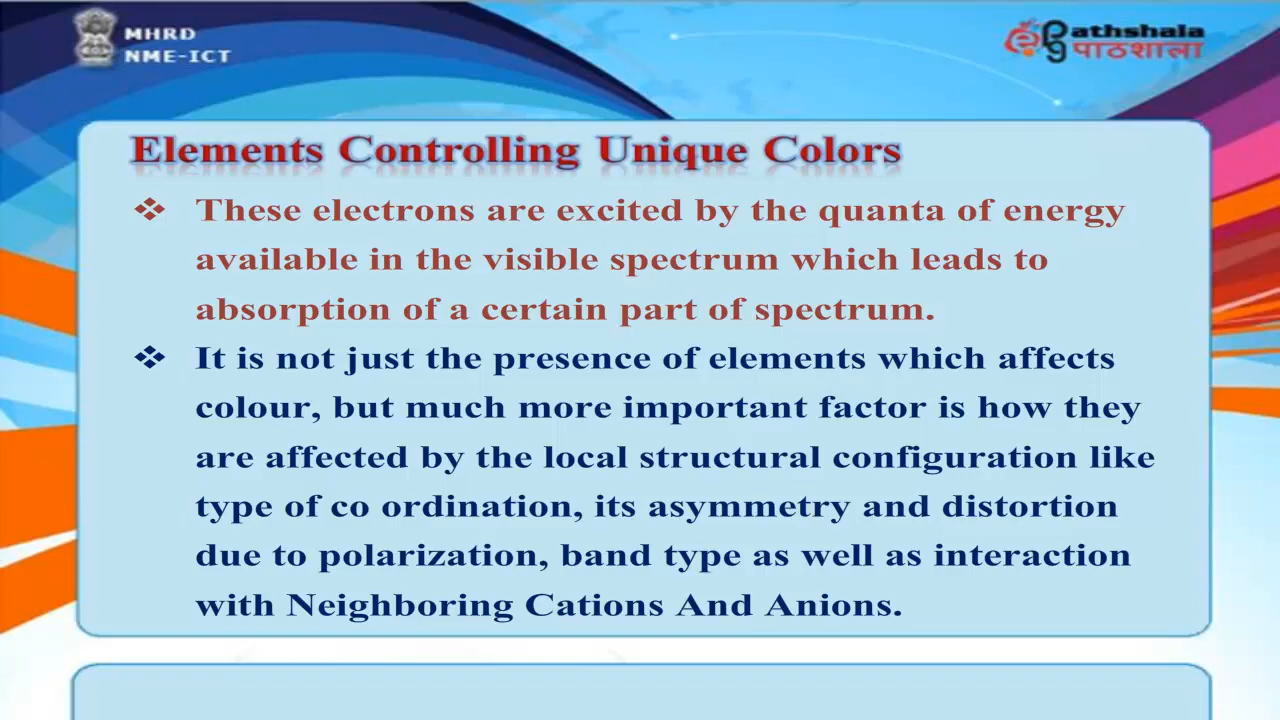 MHRD
NME-ICT
ePG athshala
पाठशाला
Elements Controlling Unique Colors
❖ These electrons are excited by the quanta of energy
available in the visible spectrum which leads to
absorption of a certain part of spectrum.
❖ It is not just the presence of elements which affects
colour, but much more important factor is how they
are affected by the local structural configuration like
type of co ordination, its asymmetry and distortion
due to polarization, band type as well as interaction
with Neighboring Cations And Anions.